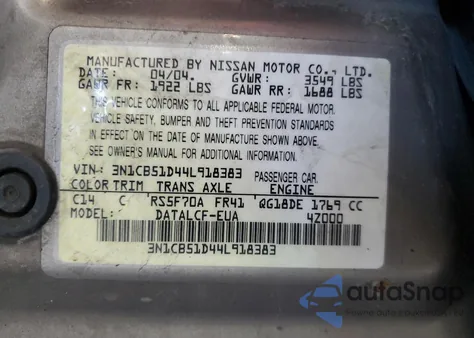 MANUFACTURED BY NISSAN MOTOR CO., LTD.
DATE: 04/04. GVWR: 3549 LBS
GAWR FR: 1922 LBS GAWR RR: 1688 LBS
THIS VEHICLE CONFORMS TO ALL APPLICABLE FEDERAL MOTOR
VEHICLE SAFETY, BUMPER AND THEFT PREVENTION STANDARDS
IN EFFECT ON THE DATE OF MANUFACTURE SHOWN ABOVE.
SEE OWNER'S MANUAL FOR ADDITIONAL INFORMATION.
VIN: 3N1CB51D44L918383 PASSENGER CAR
COLOR TRIM TRANS AXLE ENGINE
C14 C RS5F70A FR41 QG18DE 1769 CC
MODEL: DATALCF-EUA 4Z000
3N1CB51D44L918383
autoSnap